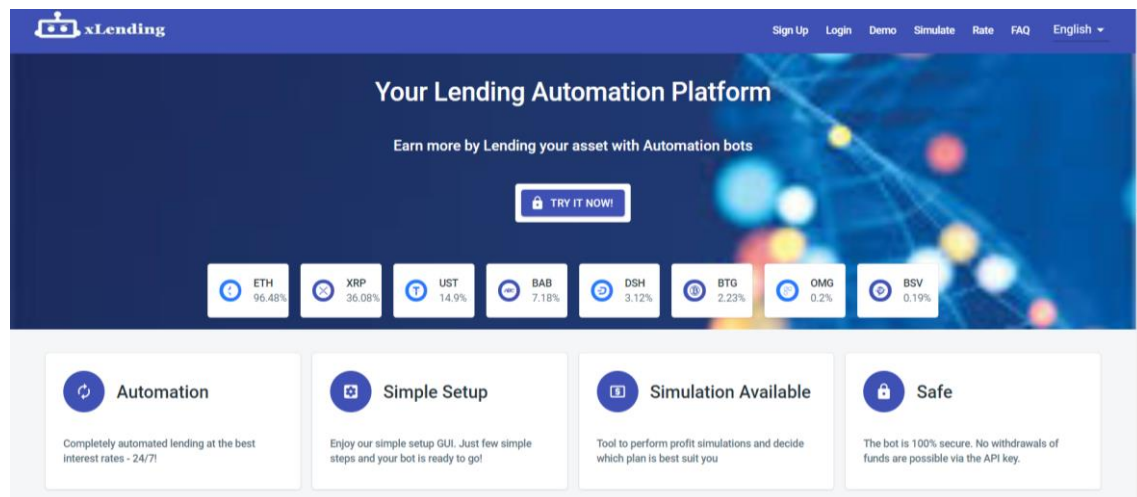 xLending
Sign Up Login Demo Simulate Rate FAQ English
Your Lending Automation Platform
Earn more by Lending your asset with Automation bots
TRY IT NOW!
ETH
96.48%
XRP
36.08%
UST
14.9%
BAB
7.18%
DSH
3.12%
BTG
2.23%
OMG
0.2%
BSV
0.19%
Automation
Completely automated lending at the best
interest rates - 24/7!
Simple Setup
Enjoy our simple setup GUI. Just few simple
steps and your bot is ready to go!
Simulation Available
Tool to perform profit simulations and decide
which plan is best suit you
Safe
The bot is 100% secure. No withdrawals of
funds are possible via the API key.